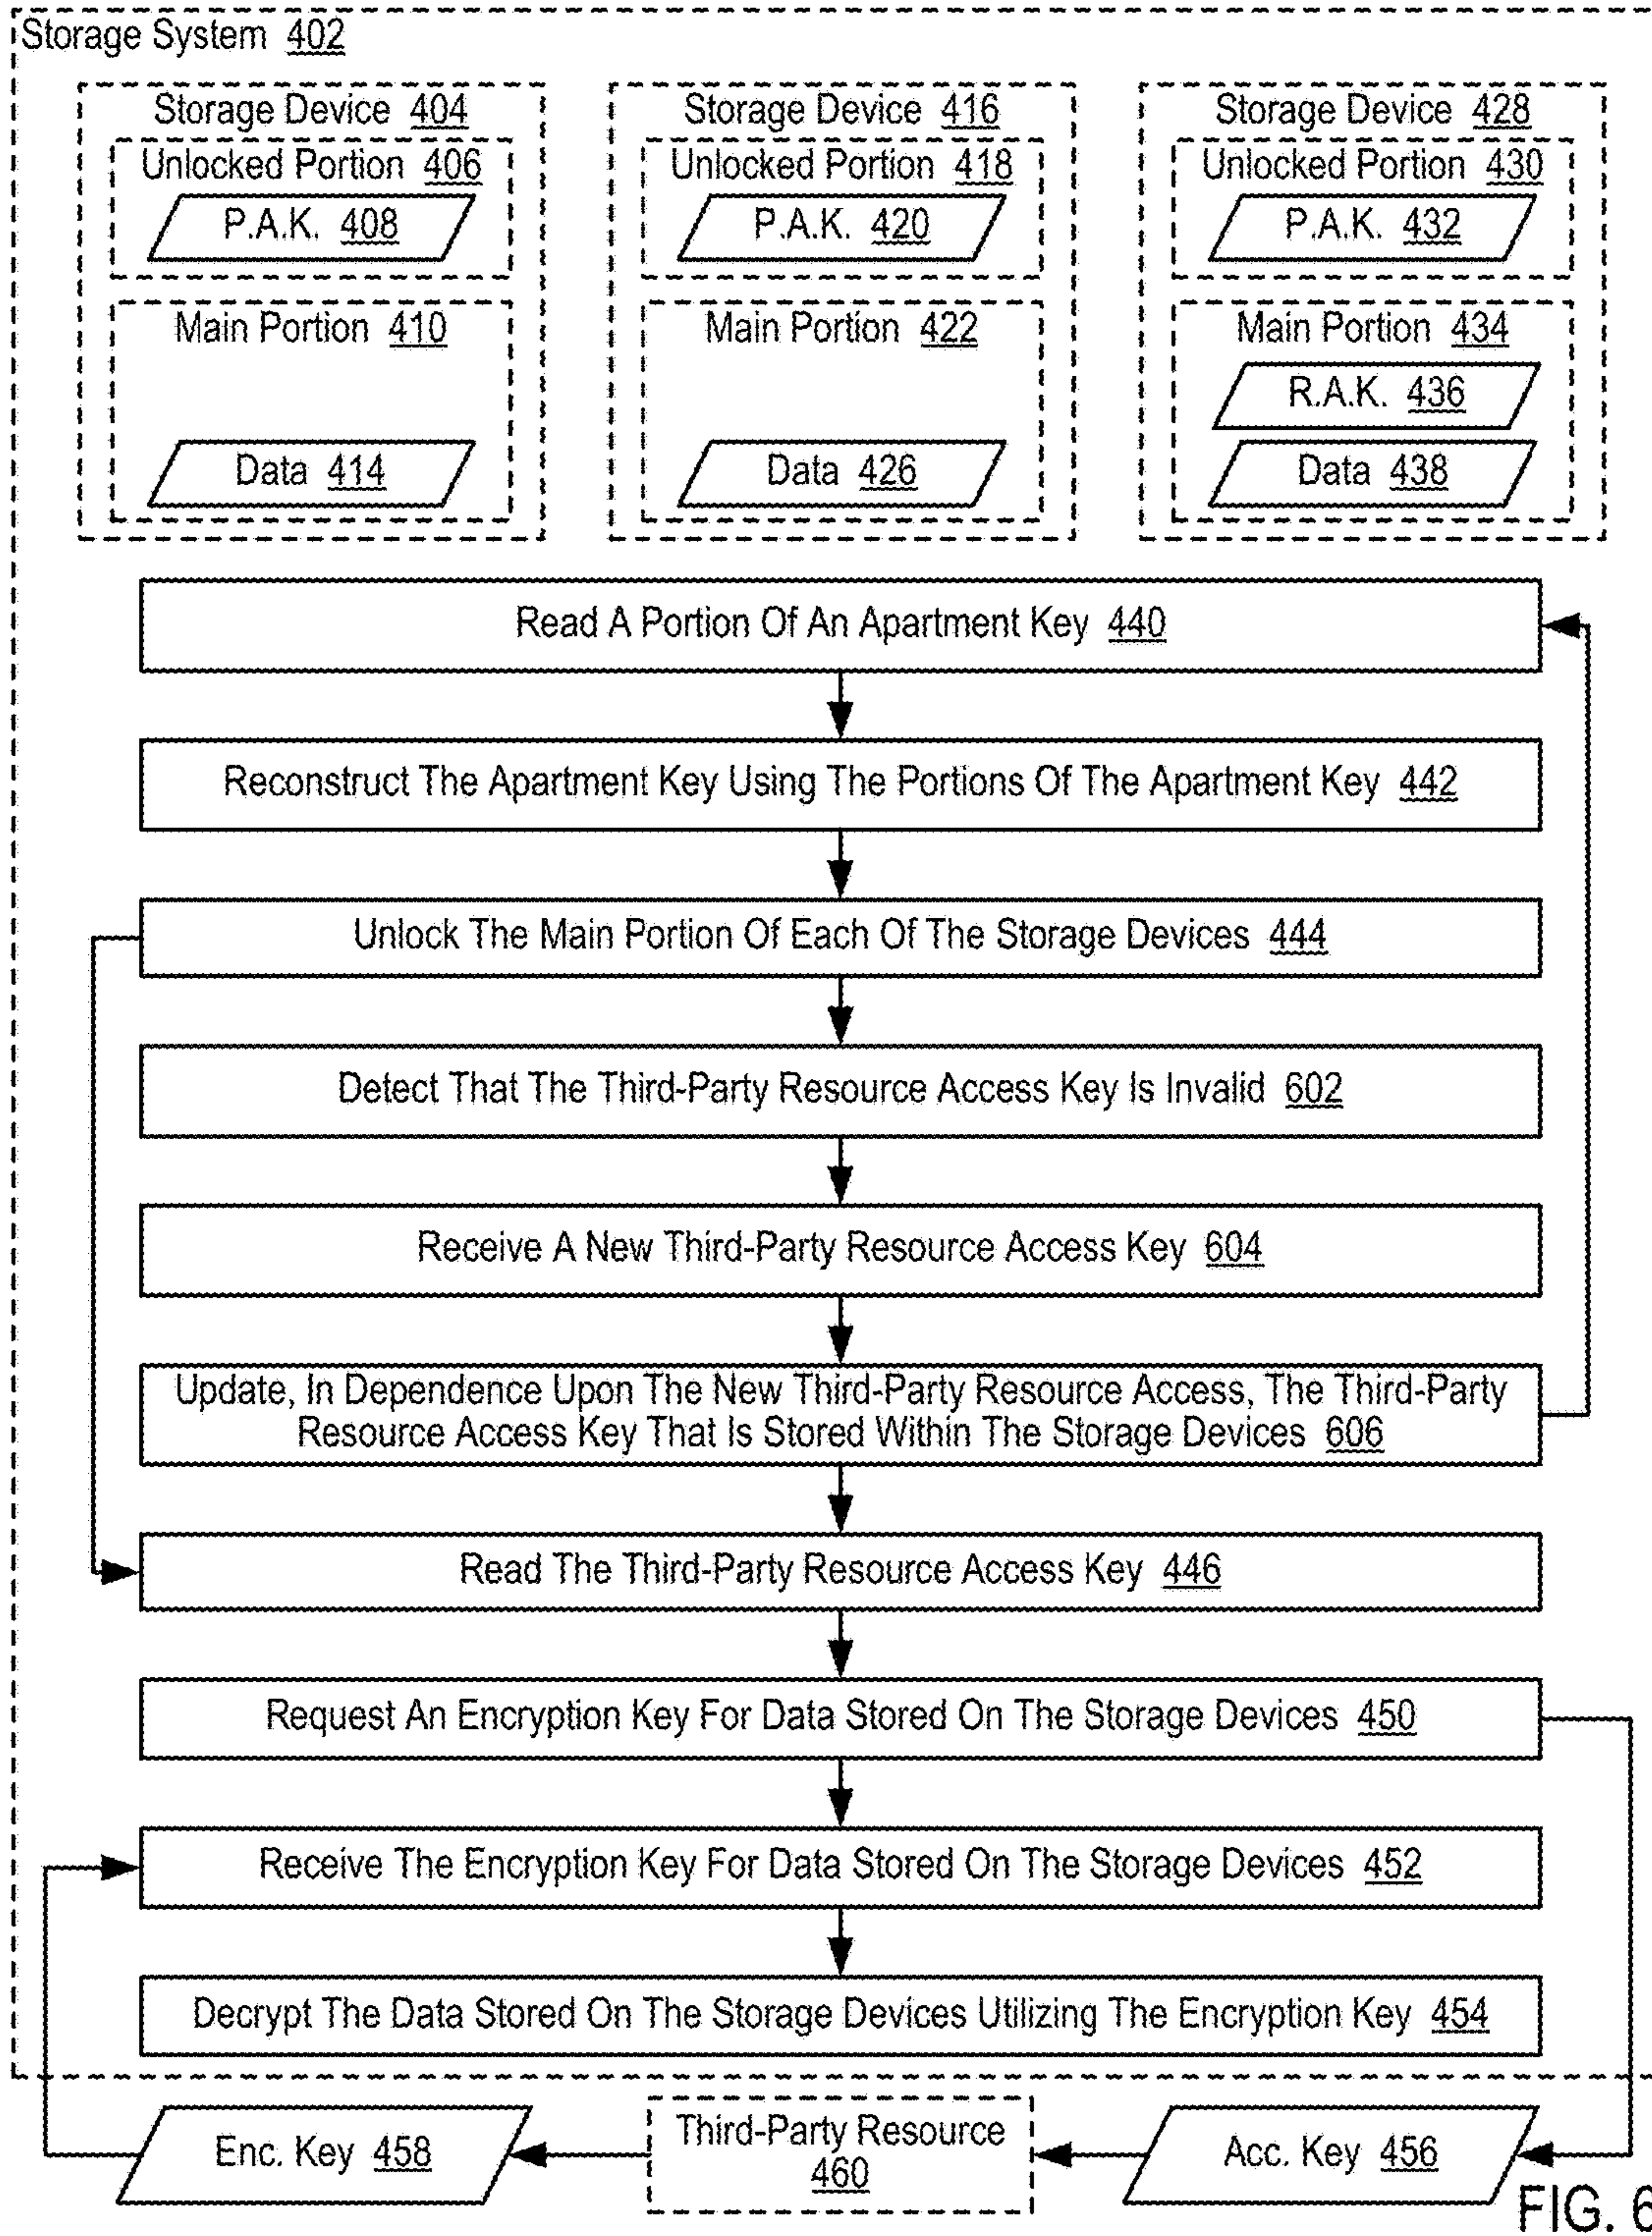 Storage System 402
Storage Device 404
Unlocked Portion 406
P.A.K. 408
Main Portion 410
Data 414
Storage Device 416
Unlocked Portion 418
P.A.K. 420
Main Portion 422
Data 426
Storage Device 428
Unlocked Portion 430
P.A.K. 432
Main Portion 434
R.A.K. 436
Data 438
Read A Portion Of An Apartment Key 440
Reconstruct The Apartment Key Using The Portions Of The Apartment Key 442
Unlock The Main Portion Of Each Of The Storage Devices 444
Detect That The Third-Party Resource Access Key Is Invalid 602
Receive A New Third-Party Resource Access Key 604
Update, In Dependence Upon The New Third-Party Resource Access, The Third-Party
Resource Access Key That Is Stored Within The Storage Devices 606
Read The Third-Party Resource Access Key 446
Request An Encryption Key For Data Stored On The Storage Devices 450
Receive The Encryption Key For Data Stored On The Storage Devices 452
Decrypt The Data Stored On The Storage Devices Utilizing The Encryption Key 454
Enc. Key 458
Third-Party Resource
460
Acc. Key 456
FIG. 6